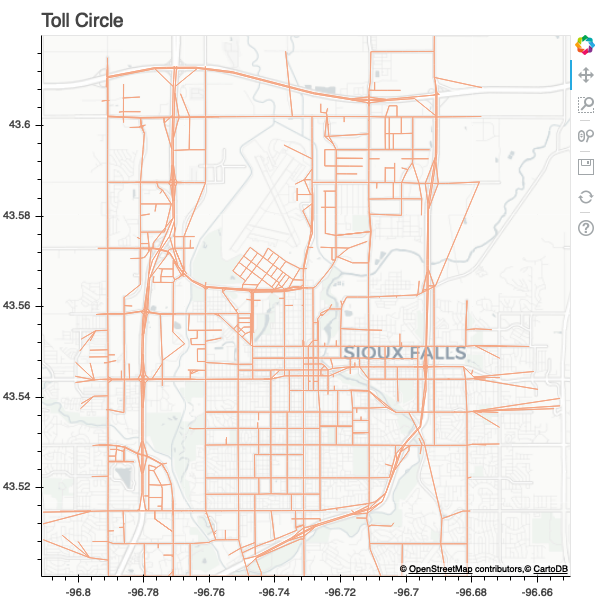 Toll Circle
43.6
43.58
43.56
SIOUX FALLS
43.54
43.52
© OpenStreetMap contributors,© CartoDB
-96.8 -96.78 -96.76 -96.74 -96.72 -96.7 -96.68 -96.66